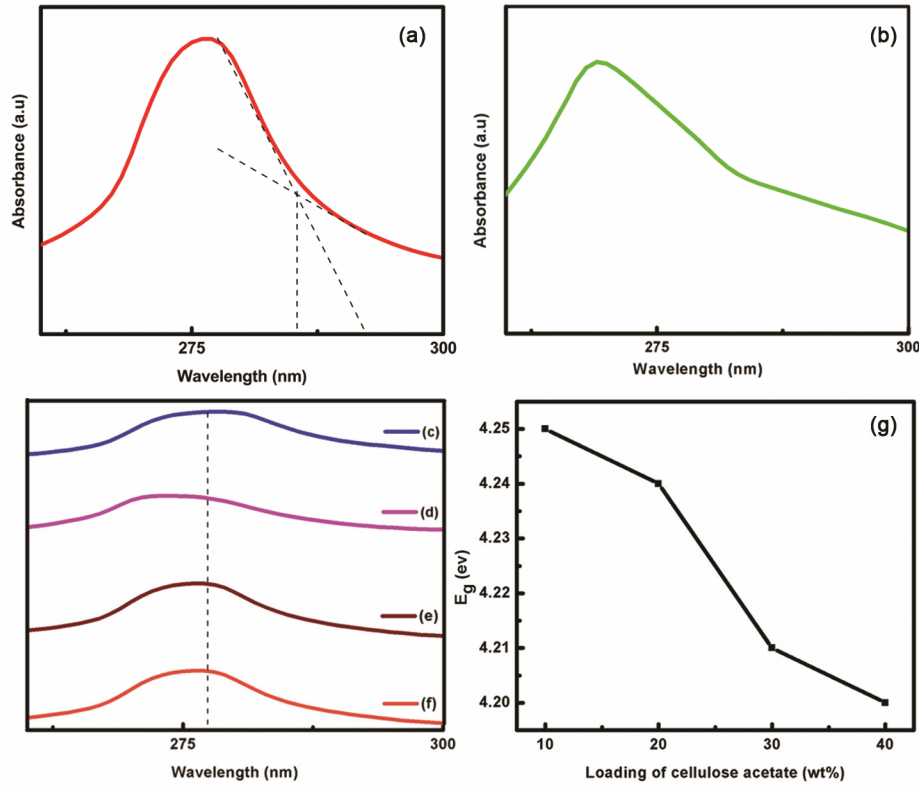 (a)
Absorbance (a.u)
275
300
Wavelength (nm)
(b)
Absorbance (a.u)
275
300
Wavelength (nm)
(c)
(d)
(e)
(f)
275
300
Wavelength (nm)
(g)
4.25
4.24
4.23
4.22
4.21
4.20
Eg (ev)
10
20
30
40
Loading of cellulose acetate (wt%)